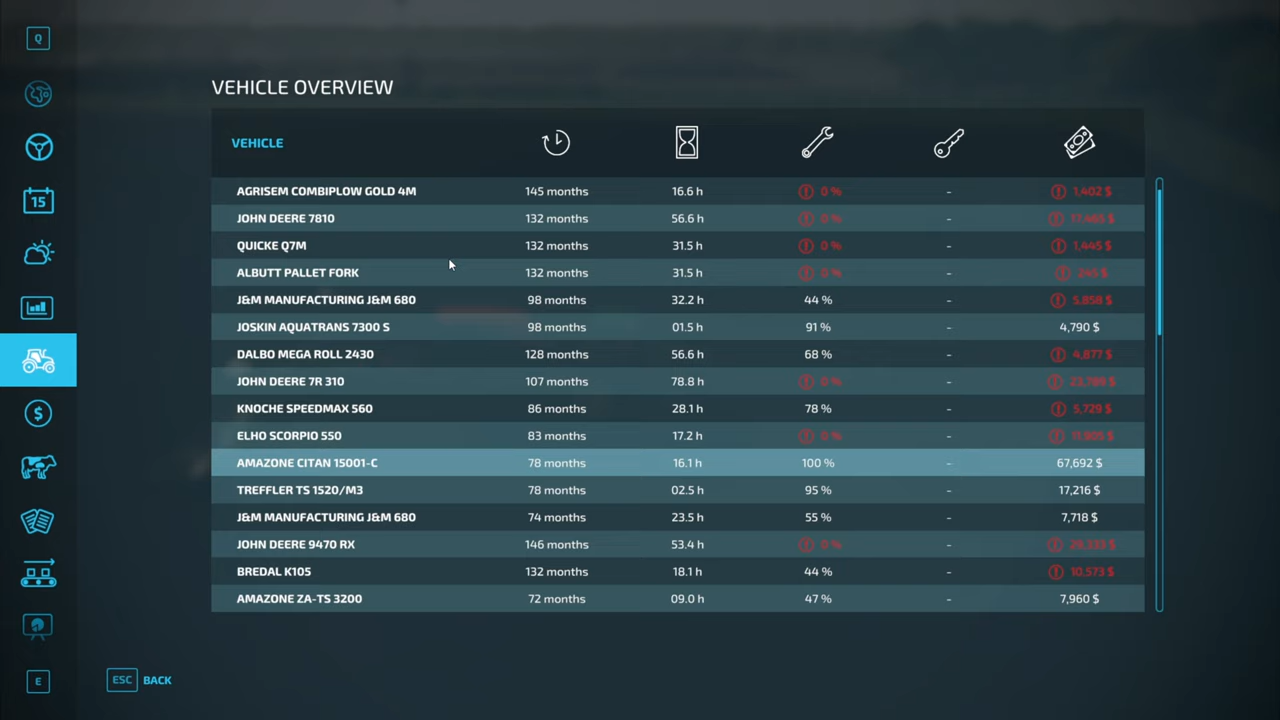 Q
VEHICLE OVERVIEW
VEHICLE
15
AGRISEM COMBIPLOW GOLD 4M 145 months 16.6 h 0 % - 1,402 $
JOHN DEERE 7810 132 months 56.6 h 0 % - 17,465 $
QUICKE Q7M 132 months 31.5 h 0 % - 1,445 $
ALBUTT PALLET FORK 132 months 31.5 h 0 % - 245 $
J&M MANUFACTURING J&M 680 98 months 32.2 h 44 % - 5,858 $
JOSKIN AQUATRANS 7300 S 98 months 01.5 h 91 % - 4,790 $
DALBO MEGA ROLL 2430 128 months 56.6 h 68 % - 4,877 $
JOHN DEERE 7R 310 107 months 78.8 h 0 % - $
KNOCHE SPEEDMAX 560 86 months 28.1 h 78 % - 5,729 $
ELHO SCORPIO 550 83 months 17.2 h 0 % - 11,905 $
AMAZONE CITAN 15001-C 78 months 16.1 h 100 % - 67,692 $
TREFFLER TS 1520/M3 78 months 02.5 h 95 % - 17,216 $
J&M MANUFACTURING J&M 680 74 months 23.5 h 55 % - 7,718 $
JOHN DEERE 9470 RX 146 months 53.4 h 0 % - $
BREDAL K105 132 months 18.1 h 44 % - 10,573 $
AMAZONE ZA-TS 3200 72 months 09.0 h 47 % - 7,960 $
E
ESC BACK